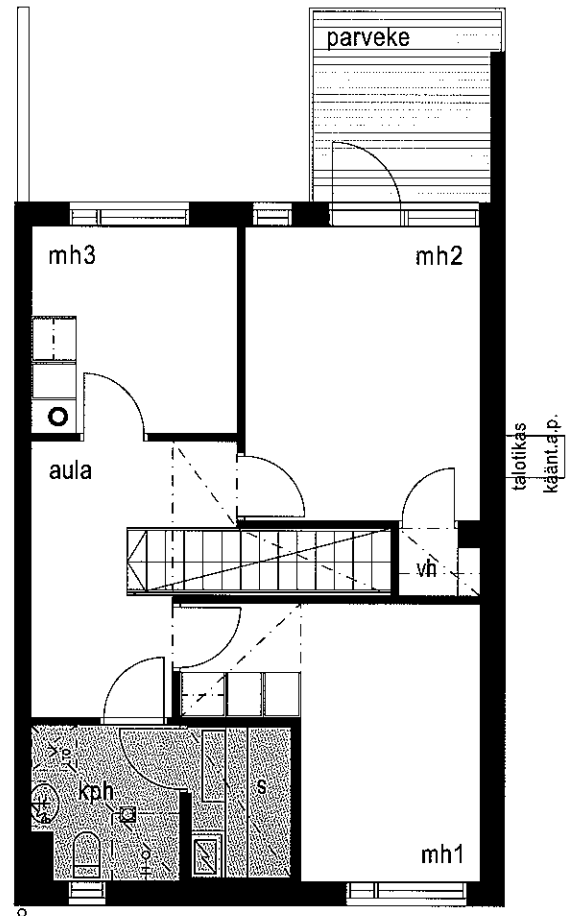 parveke
mh3
mh2
talotikas
käänt.a.p.
aula
vh
kph
s
mh1